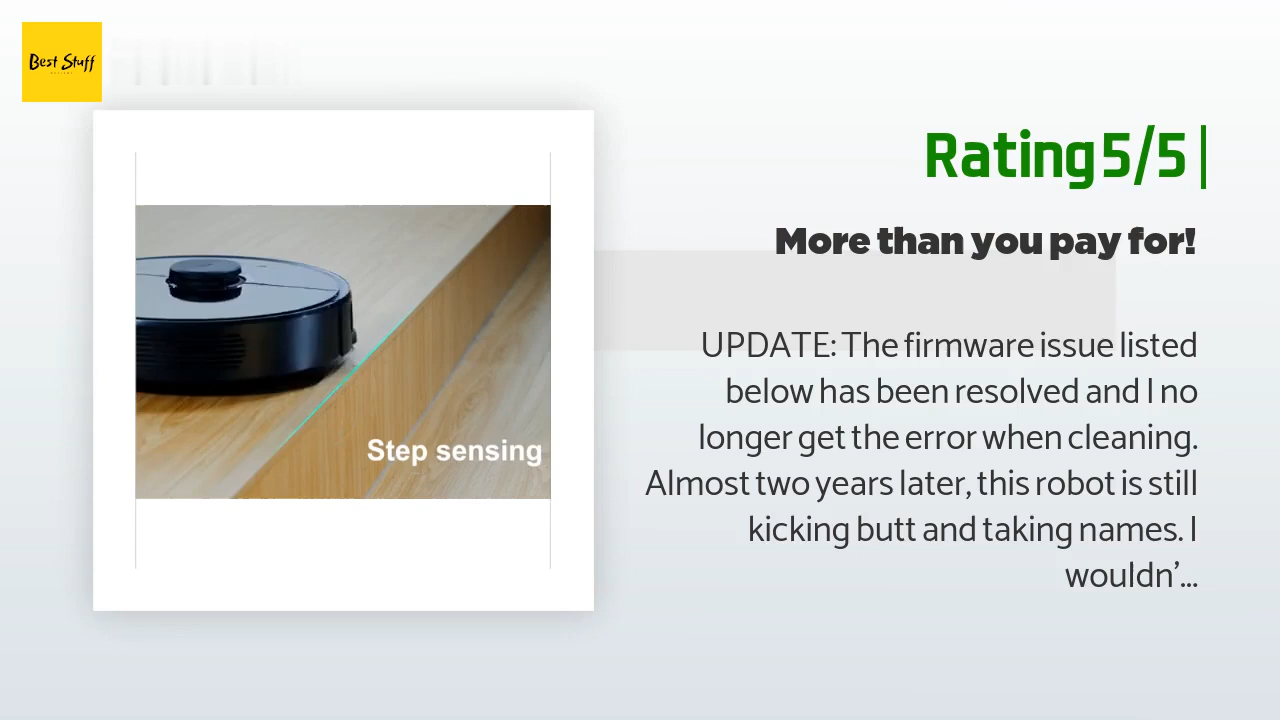 Best Stuff
Rating 5/5 |
More than you pay for!
UPDATE: The firmware issue listed
below has been resolved and I no
longer get the error when cleaning.
Almost two years later, this robot is still
kicking butt and taking names. I
wouldn’...
Step sensing